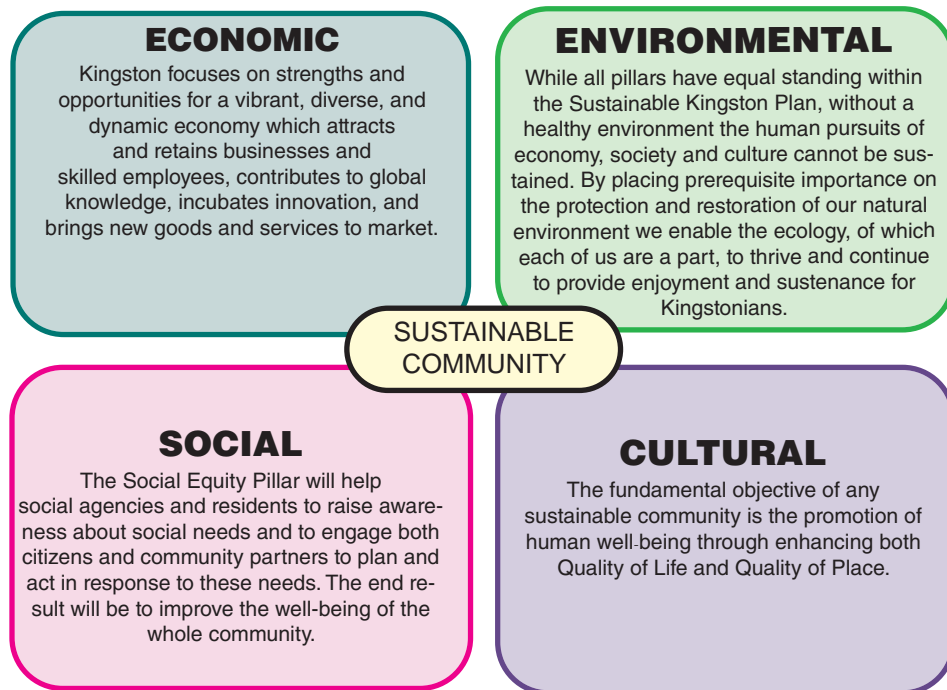 ECONOMIC
Kingston focuses on strengths and
opportunities for a vibrant, diverse, and
dynamic economy which attracts
and retains businesses and
skilled employees, contributes to global
knowledge, incubates innovation, and
brings new goods and services to market.
ENVIRONMENTAL
While all pillars have equal standing within
the Sustainable Kingston Plan, without a
healthy environment the human pursuits of
economy, society and culture cannot be sus-
tained. By placing prerequisite importance on
the protection and restoration of our natural
environment we enable the ecology, of which
each of us are a part, to thrive and continue
to provide enjoyment and sustenance for
Kingstonians.
SUSTAINABLE
COMMUNITY
SOCIAL
The Social Equity Pillar will help
social agencies and residents to raise aware-
ness about social needs and to engage both
citizens and community partners to plan and
act in response to these needs. The end re-
sult will be to improve the well-being of the
whole community.
CULTURAL
The fundamental objective of any
sustainable community is the promotion of
human well-being through enhancing both
Quality of Life and Quality of Place.